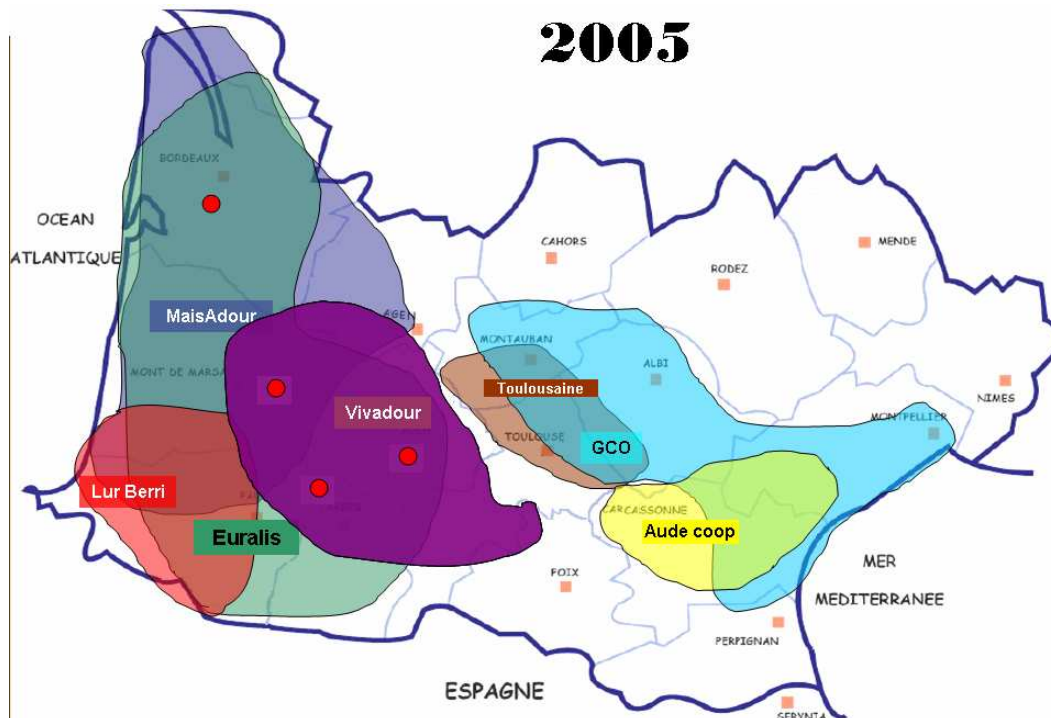 2005
BORDEAUX
OCEAN
ATLANTIQUE
CAHORS
MENDE
RODEZ
MaisAdour
AGEN
MONTAUBAN
ALBI
MONT DE MARSA
Toulousaine
NIMES
Vivadour
MONTPELLIER
TOULOUSE
GCO
Lur Berri
CARCASSONNE
Aude coop
Euralis
MER
MEDITERRANEE
FOIX
PERPIGNAN
ESPAGNE